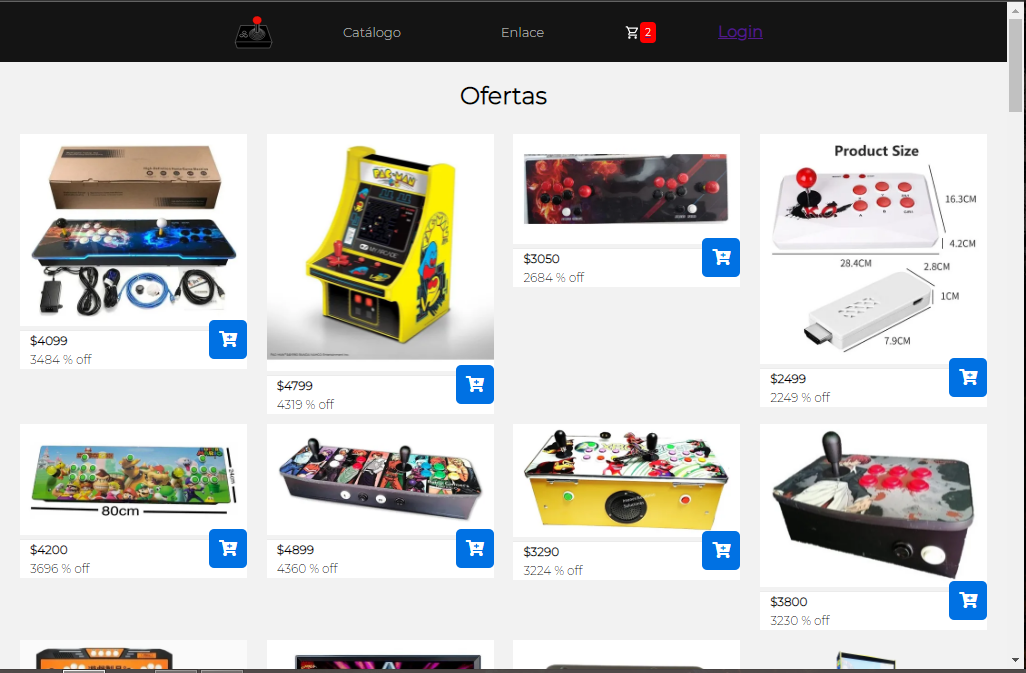 Catálogo
Enlace
2
Login
Ofertas
Product Size
16.3CM
4.2CM
28.4CM
2.8CM
1CM
7.9CM
PAC-MAN
$4099
3484 % off
$4799
4319 % off
$3050
2684 % off
$2499
2249 % off
80cm
$4200
3696 % off
$4899
4360 % off
$3290
3224 % off
$3800
3230 % off